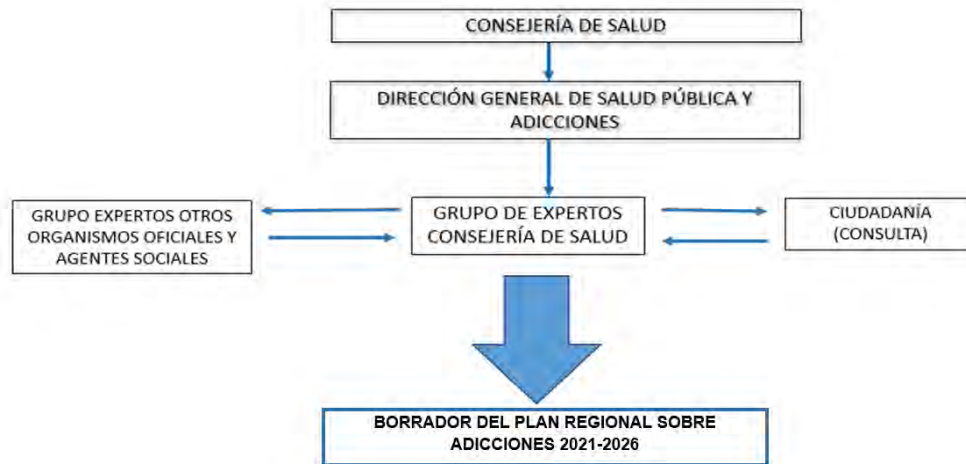 CONSEJERÍA DE SALUD
DIRECCIÓN GENERAL DE SALUD PÚBLICA Y
ADICCIONES
GRUPO EXPERTOS OTROS
ORGANISMOS OFICIALES Y
AGENTES SOCIALES
GRUPO DE EXPERTOS
CONSEJERÍA DE SALUD
CIUDADANÍA
(CONSULTA)
BORRADOR DEL PLAN REGIONAL SOBRE
ADICCIONES 2021-2026